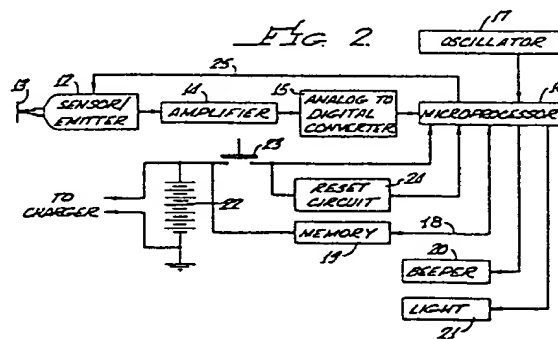 FIG. 2.
17
OSCILLATOR
25
13
12
SENSOR/
EMITTER
14
AMPLIFIER
15
ANALOG TO
DIGITAL
CONVERTER
MICROPROCESSOR
23
TO
CHARGER
22
RESET
CIRCUIT
24
MEMORY
19
18
20
BEEPER
LIGHT
21